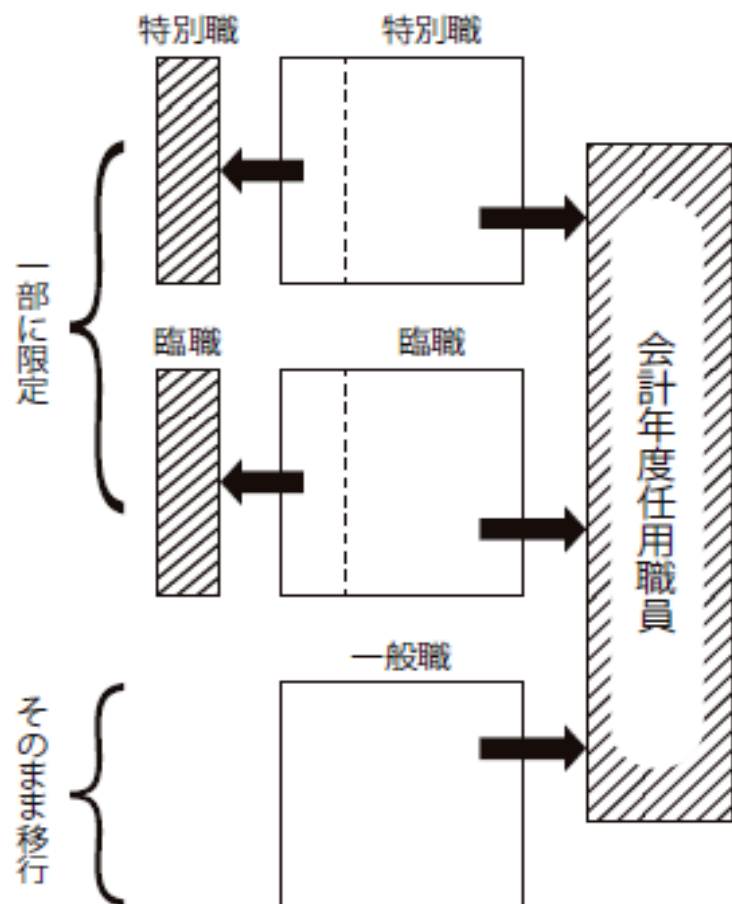 特別職
特別職
一部に限定
臨職
臨職
会計年度任用職員
一般職
そのまま移行